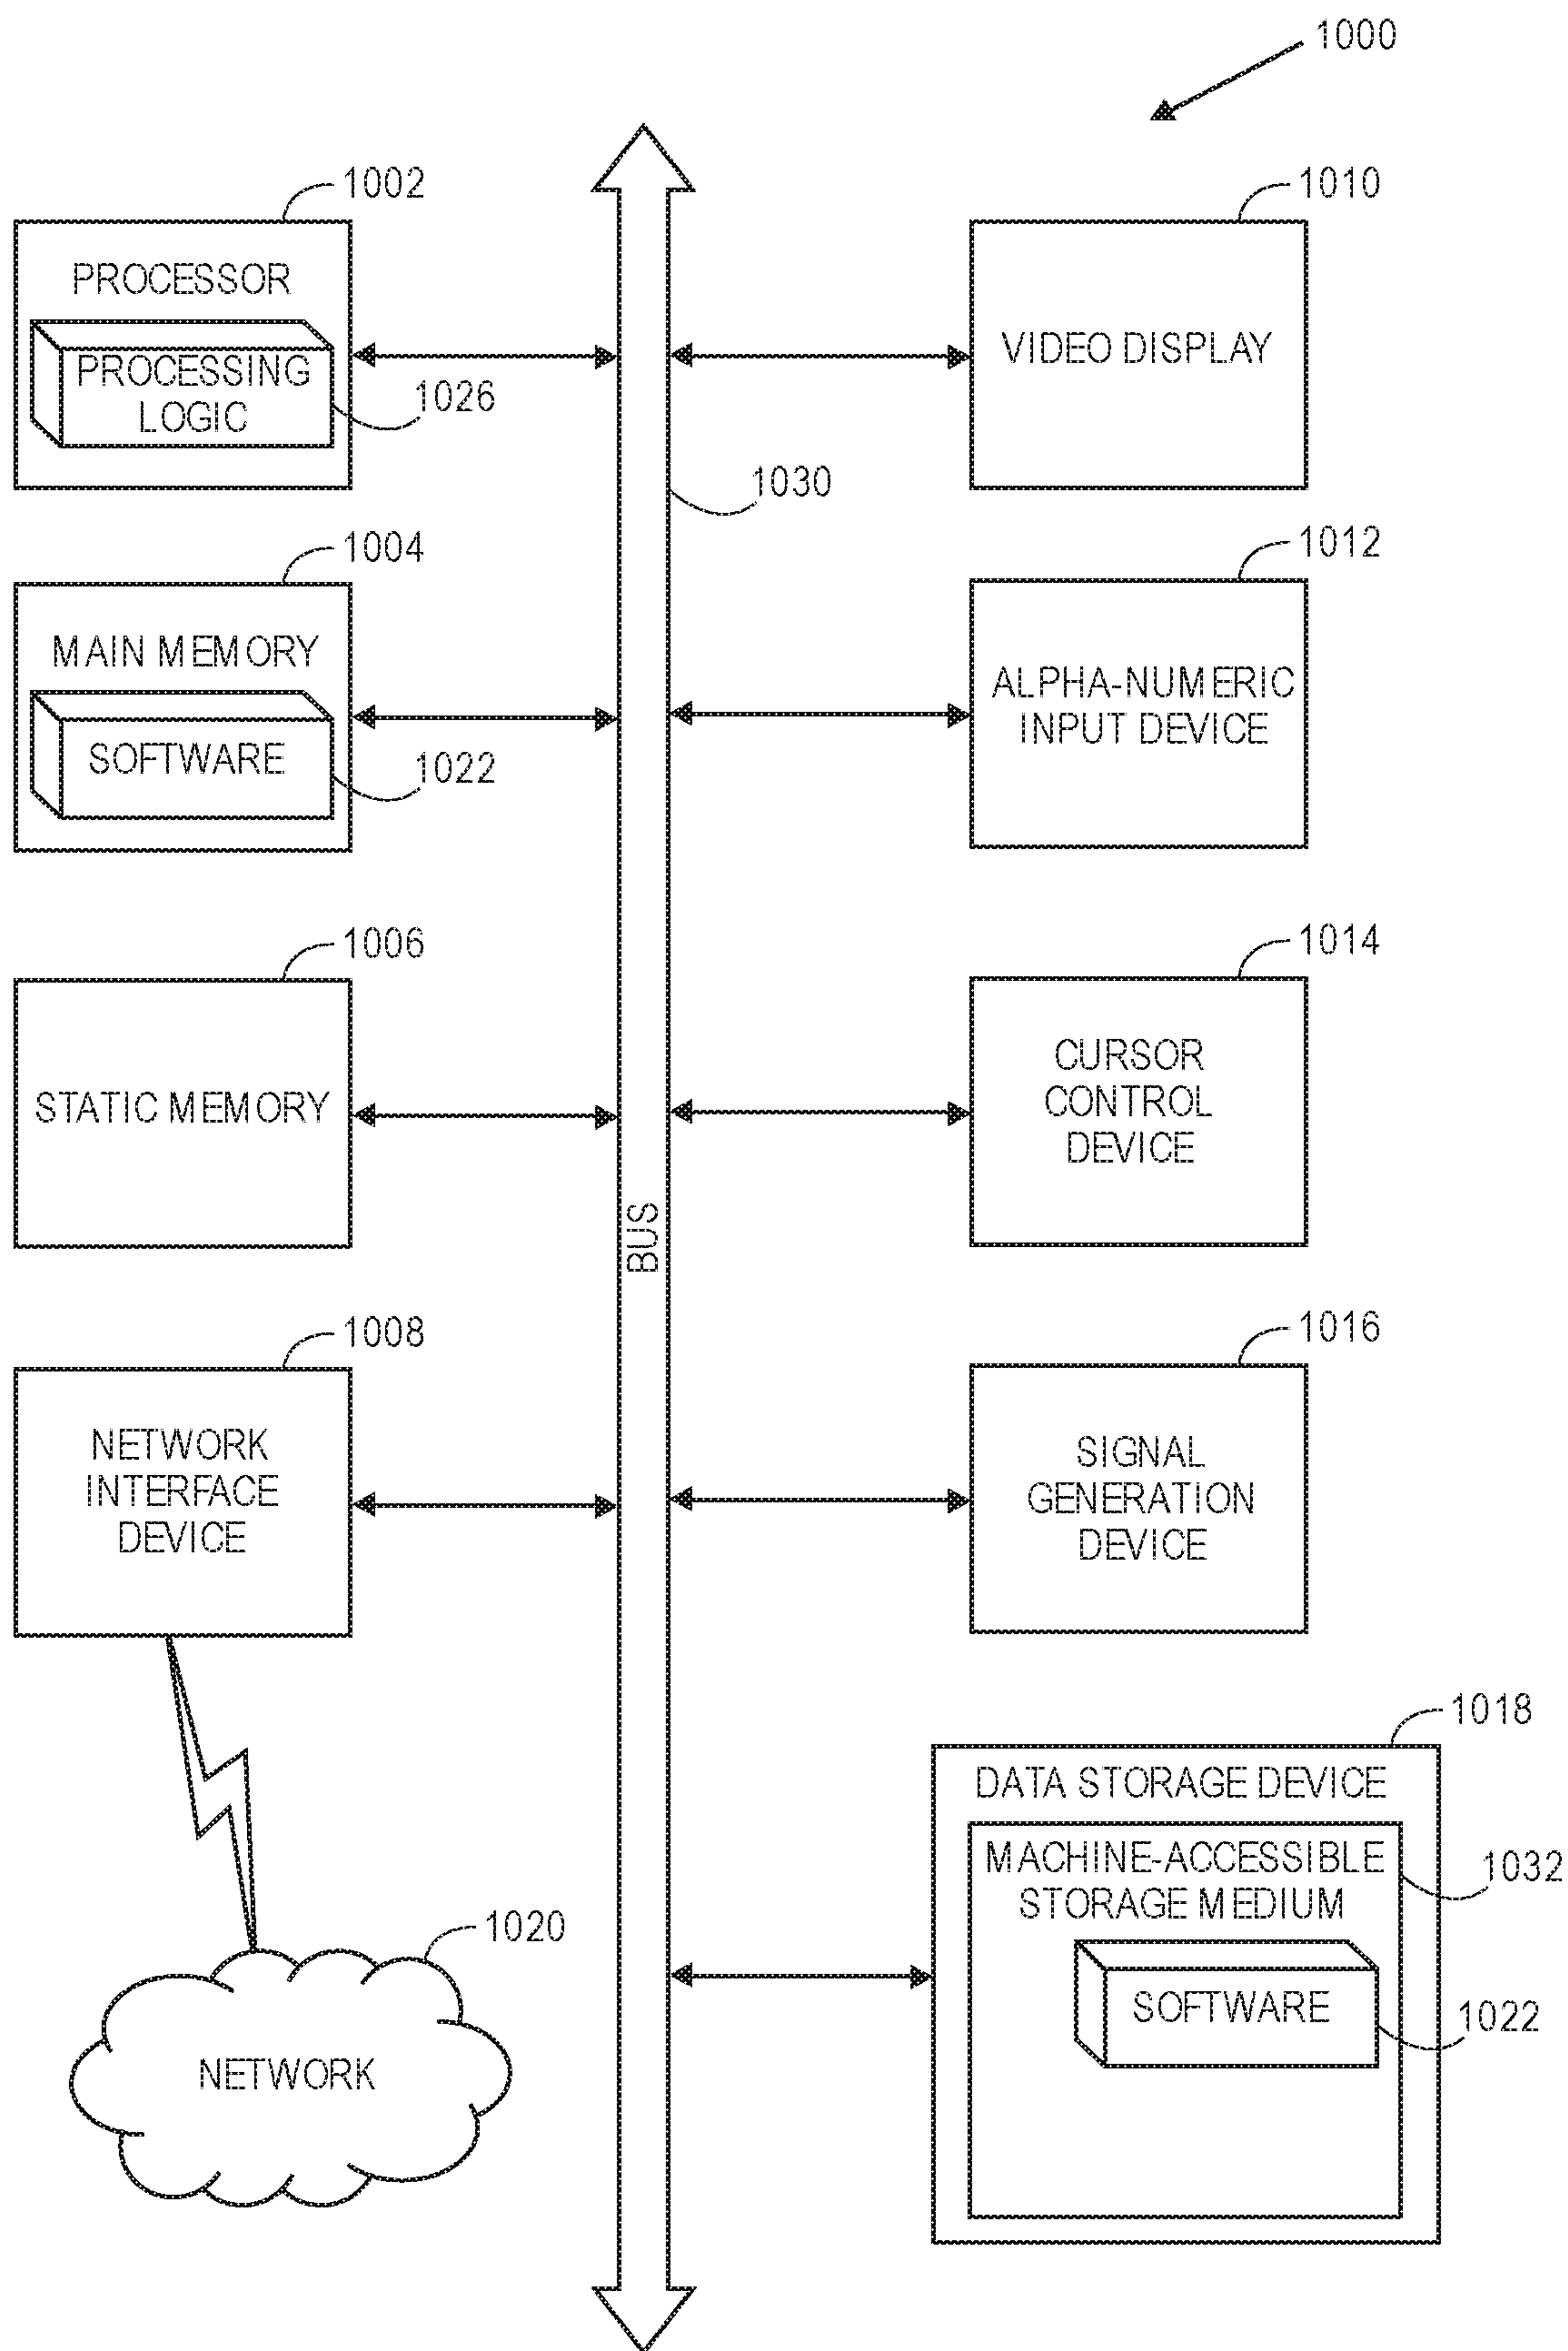 1000
1002
PROCESSOR
PROCESSING
LOGIC
1026
1004
MAIN MEMORY
SOFTWARE
1022
1006
STATIC MEMORY
1008
NETWORK
INTERFACE
DEVICE
1020
NETWORK
BUS
1030
1010
VIDEO DISPLAY
1012
ALPHA-NUMERIC
INPUT DEVICE
1014
CURSOR
CONTROL
DEVICE
1016
SIGNAL
GENERATION
DEVICE
1018
DATA STORAGE DEVICE
MACHINE-ACCESSIBLE
STORAGE MEDIUM
1032
SOFTWARE
1022